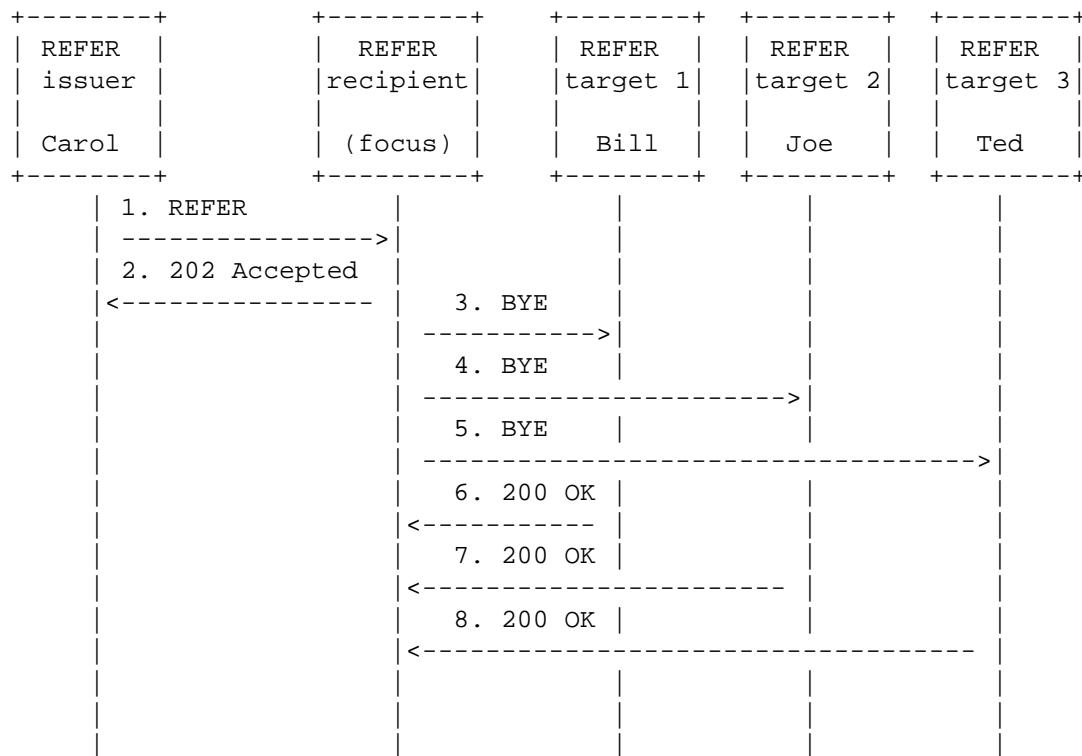 REFER REFER REFER REFER REFER
issuer recipient target 1 target 2 target 3
Carol (focus) Bill Joe Ted
1. REFER
2. 202 Accepted
3. BYE
4. BYE
5. BYE
6. 200 OK
7. 200 OK
8. 200 OK